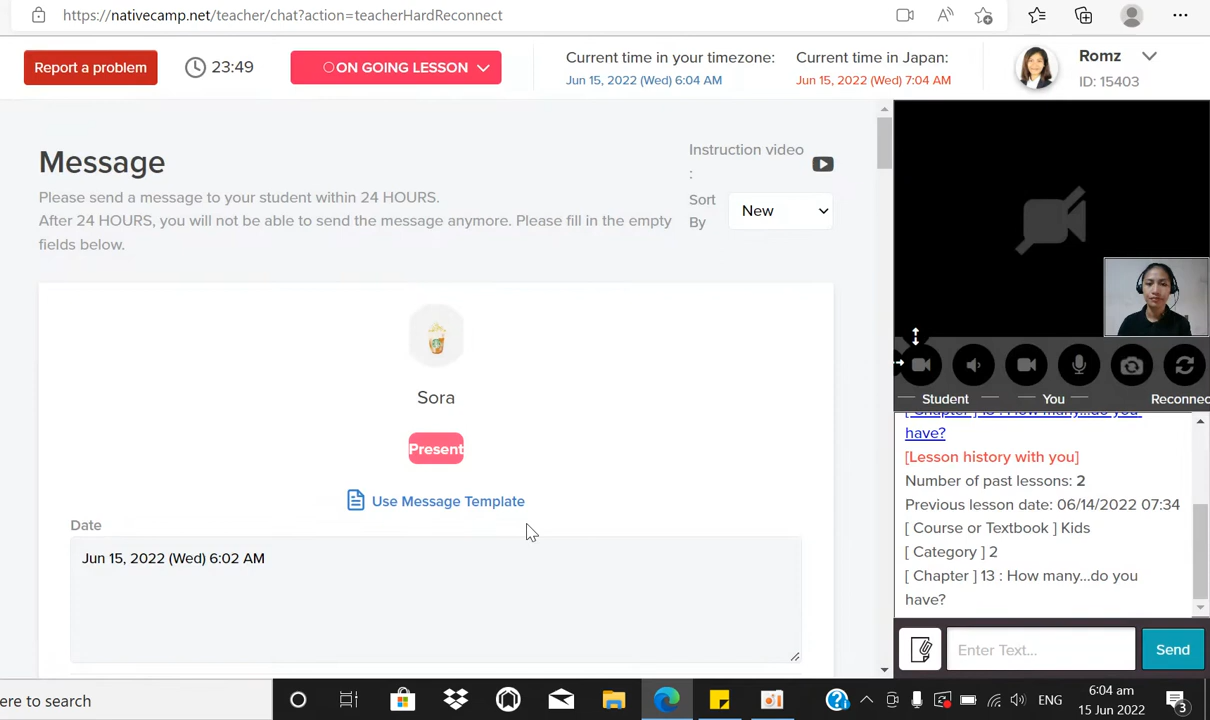 https://nativecamp.net/teacher/chat?action=teacherHardReconnect
Report a problem
23:49
ON GOING LESSON
Current time in your timezone:
Jun 15, 2022 (Wed) 6:04 AM
Current time in Japan:
Jun 15, 2022 (Wed) 7:04 AM
Romz
ID: 15403
Message
Please send a message to your student within 24 HOURS.
After 24 HOURS, you will not be able to send the message anymore. Please fill in the empty
fields below.
Instruction video
:
Sort
By
New
Sora
Present
Use Message Template
Date
Jun 15, 2022 (Wed) 6:02 AM
Student
You
Reconnec
[ Chapter ] 13 : How many...do you
have?
[Lesson history with you]
Number of past lessons: 2
Previous lesson date: 06/14/2022 07:34
[ Course or Textbook ] Kids
[ Category ] 2
[ Chapter ] 13 : How many...do you
have?
Enter Text...
Send
ere to search
ENG
6:04 am
15 Jun 2022
3